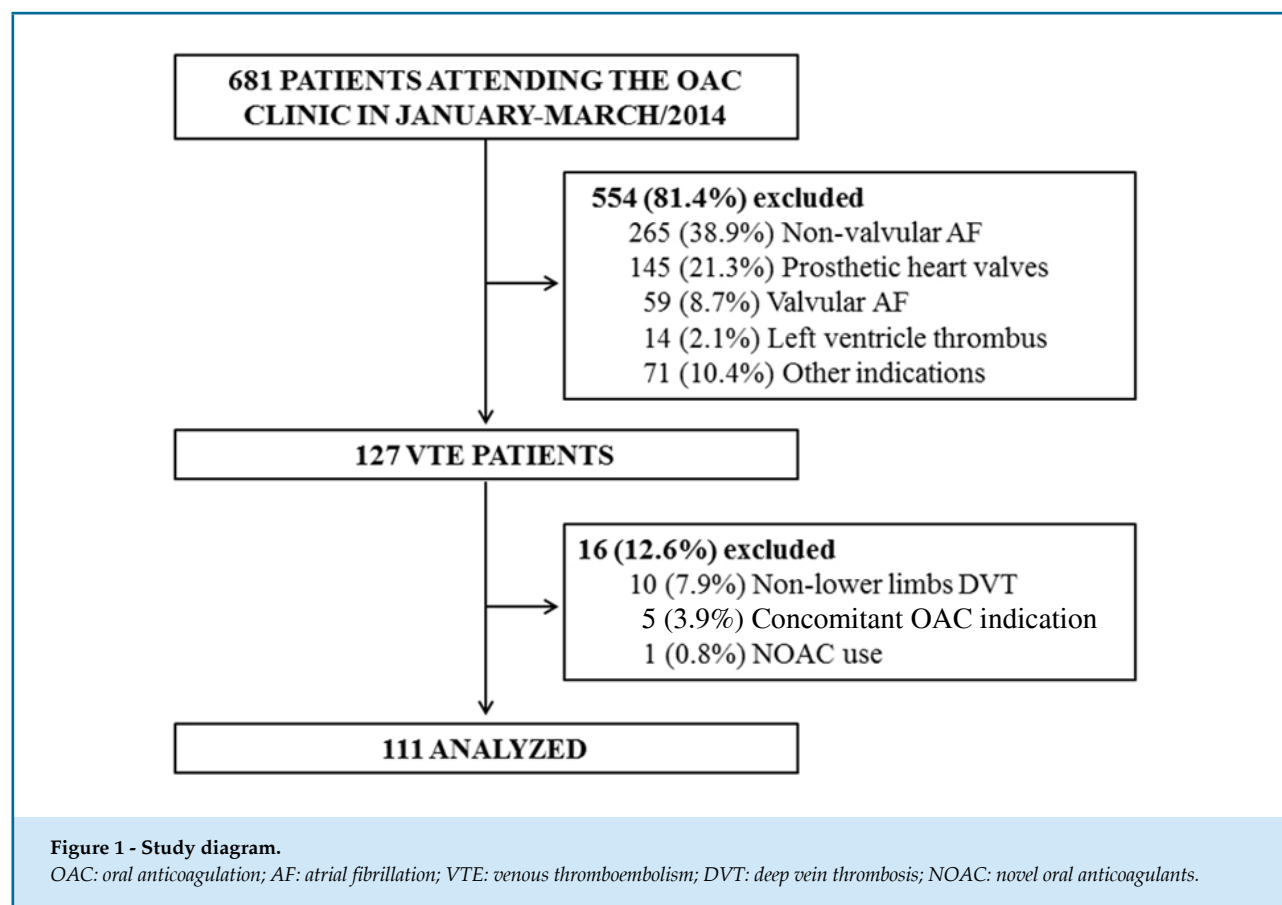 681 PATIENTS ATTENDING THE OAC
CLINIC IN JANUARY-MARCH/2014
554 (81.4%) excluded
265 (38.9%) Non-valvular AF
145 (21.3%) Prosthetic heart valves
59 (8.7%) Valvular AF
14 (2.1%) Left ventricle thrombus
71 (10.4%) Other indications
127 VTE PATIENTS
16 (12.6%) excluded
10 (7.9%) Non-lower limbs DVT
5 (3.9%) Concomitant OAC indication
1 (0.8%) NOAC use
111 ANALYZED
Figure 1 - Study diagram.
OAC: oral anticoagulation; AF: atrial fibrillation; VTE: venous thromboembolism; DVT: deep vein thrombosis; NOAC: novel oral anticoagulants.